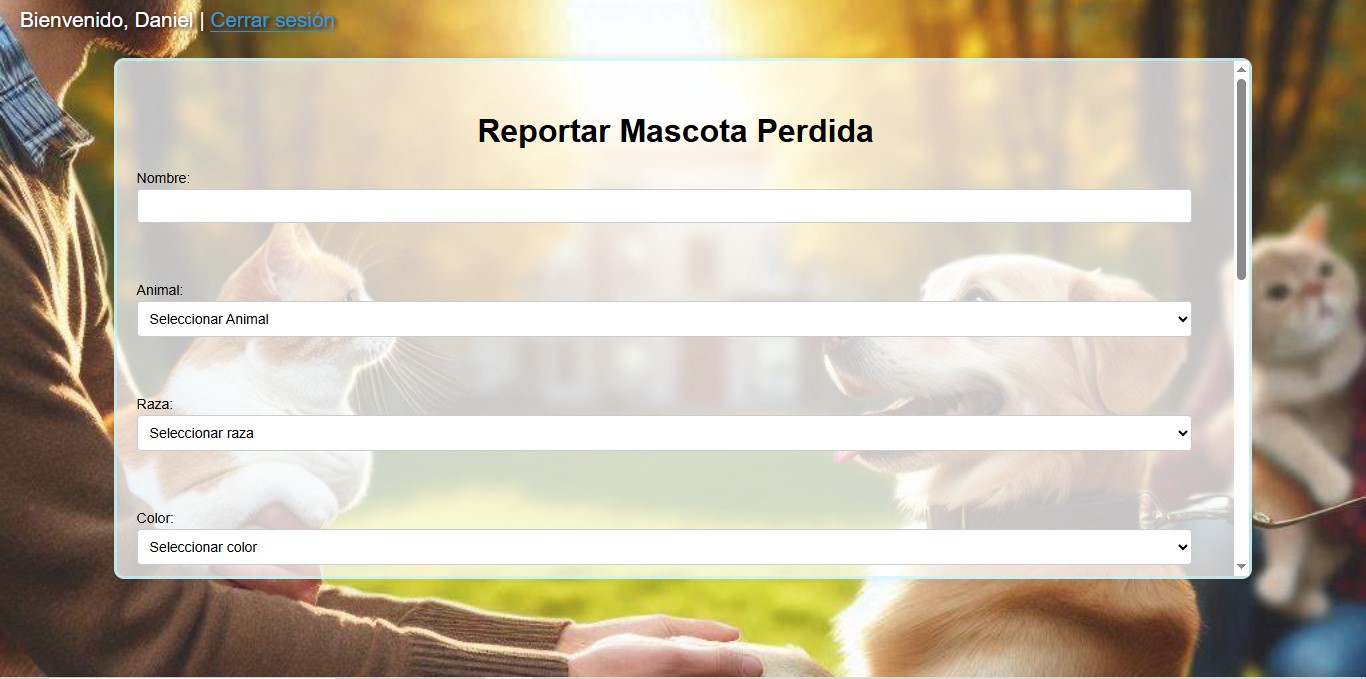 Bienvenido, Daniel | Cerrar sesión
Reportar Mascota Perdida
Nombre:
Animal:
Seleccionar Animal
Raza:
Seleccionar raza
Color:
Seleccionar color